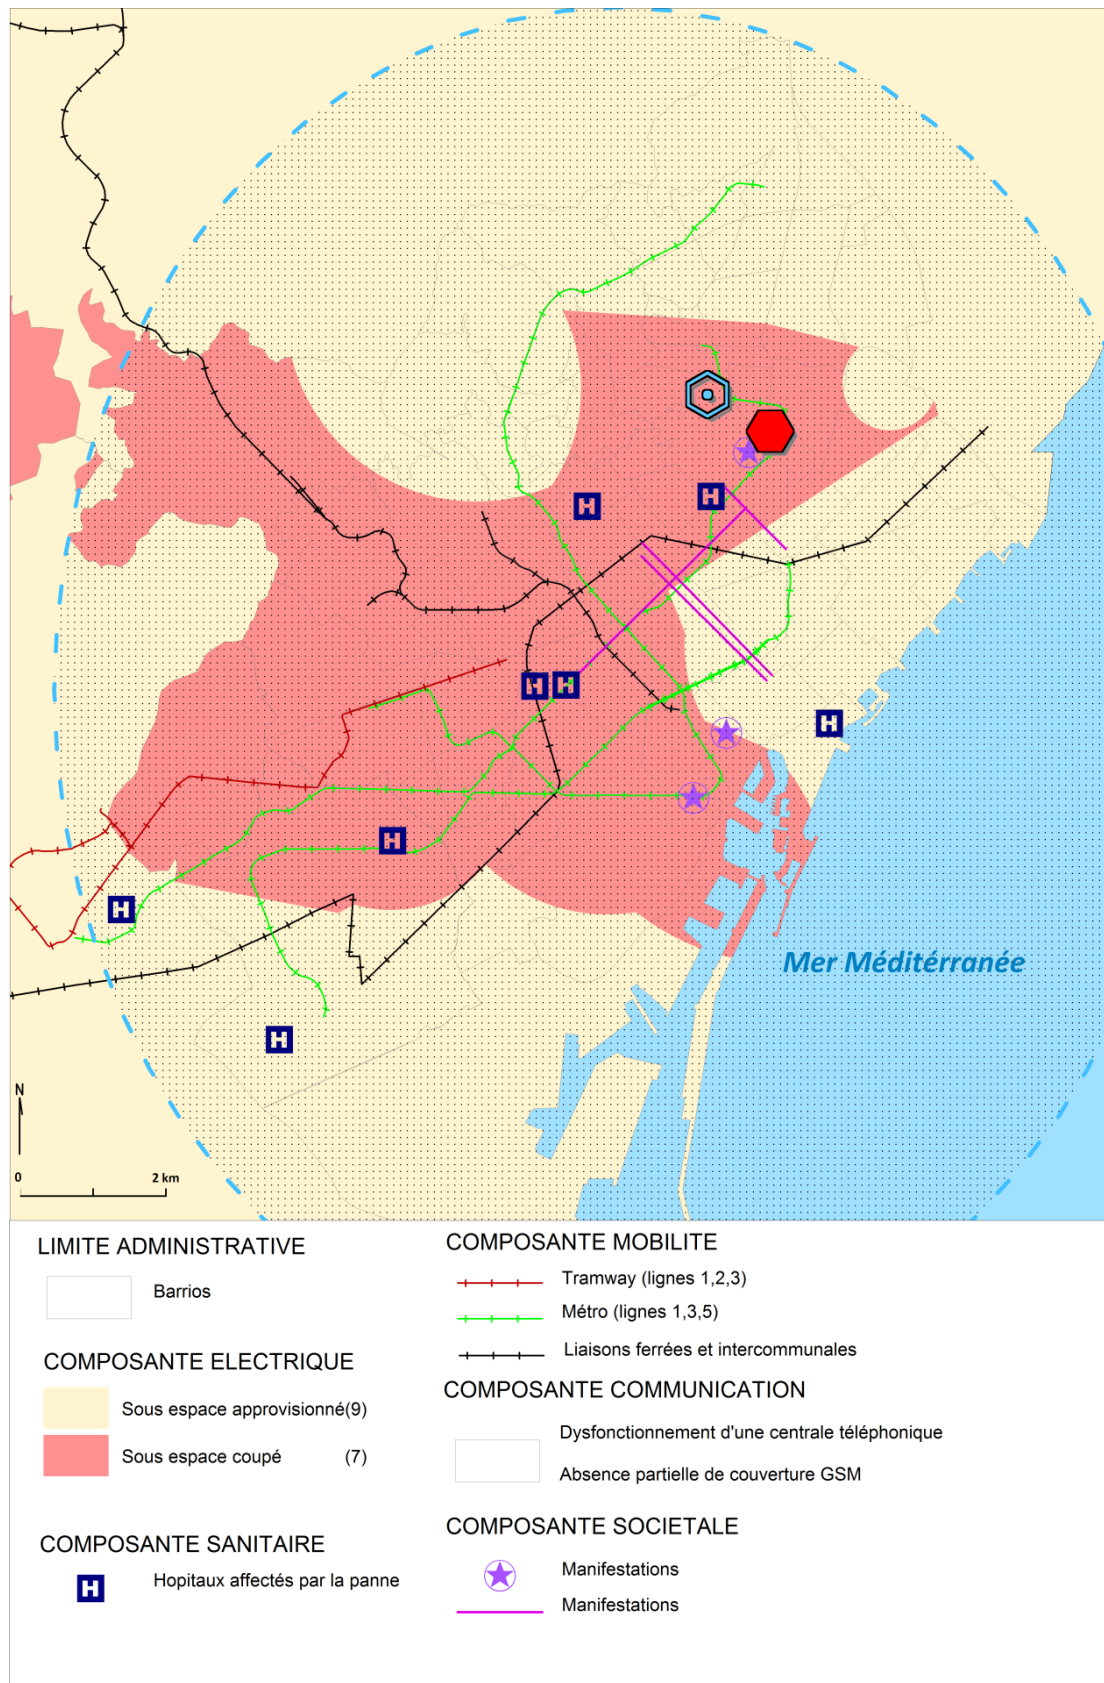 Mer Méditérranée
N
0
2 km
LIMITE ADMINISTRATIVE
Barrios
COMPOSANTE ELECTRIQUE
Sous espace approvisionné(9)
Sous espace coupé (7)
COMPOSANTE SANITAIRE
H Hopitaux affectés par la panne
COMPOSANTE MOBILITE
Tramway (lignes 1,2,3)
Métro (lignes 1,3,5)
Liaisons ferrées et intercommunales
COMPOSANTE COMMUNICATION
Dysfonctionnement d'une centrale téléphonique
Absence partielle de couverture GSM
COMPOSANTE SOCIETALE
Manifestations
Manifestations
H
H
H
H
H
H
H
H